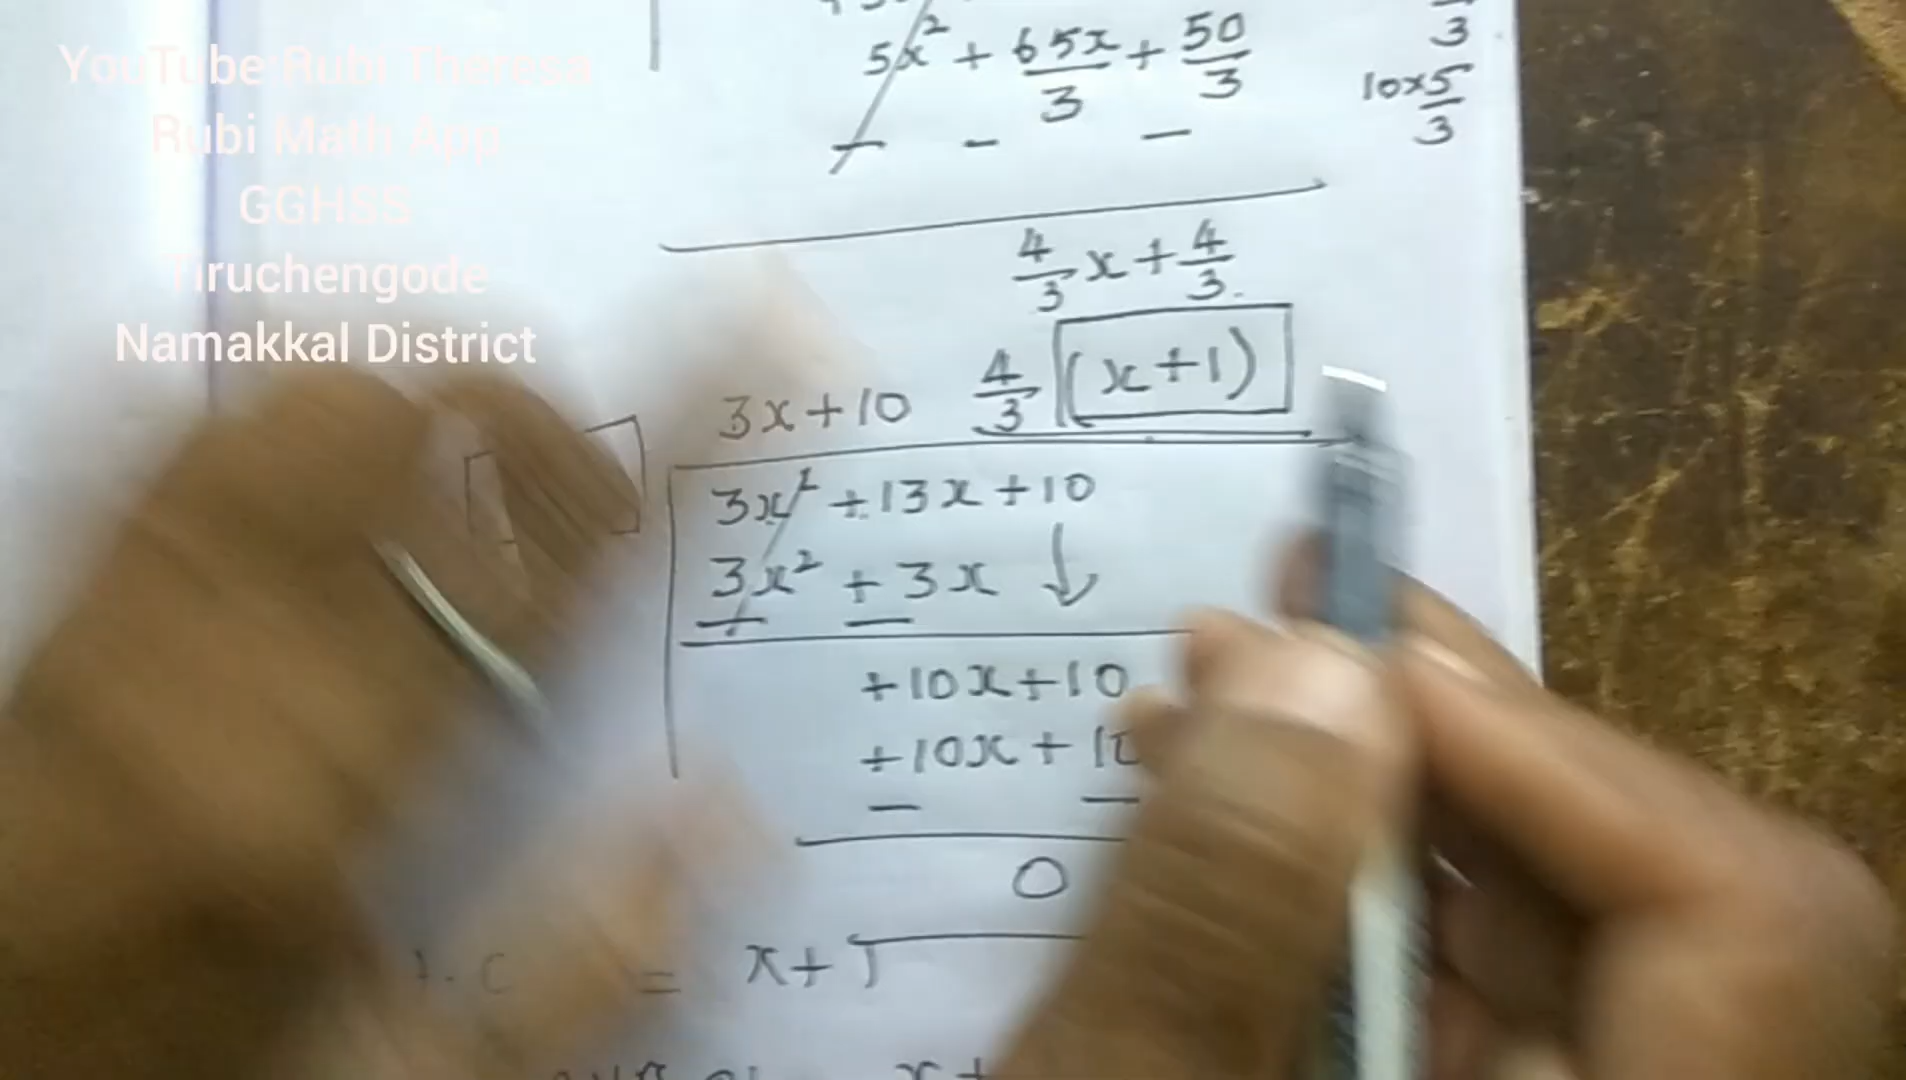 YouTube:Rubi Theresa
Rubi Math App
GGHSS
Tiruchengode
Namakkal District
5x² + 65x/3 + 50/3
3
10×5/3
− − −
4/3 x + 4/3
3x+10 4/3 (x+1)
3x² + 13x + 10
3x² + 3x ↓
− −
+10x+10
+10x +
− −
0
= x+1
x+